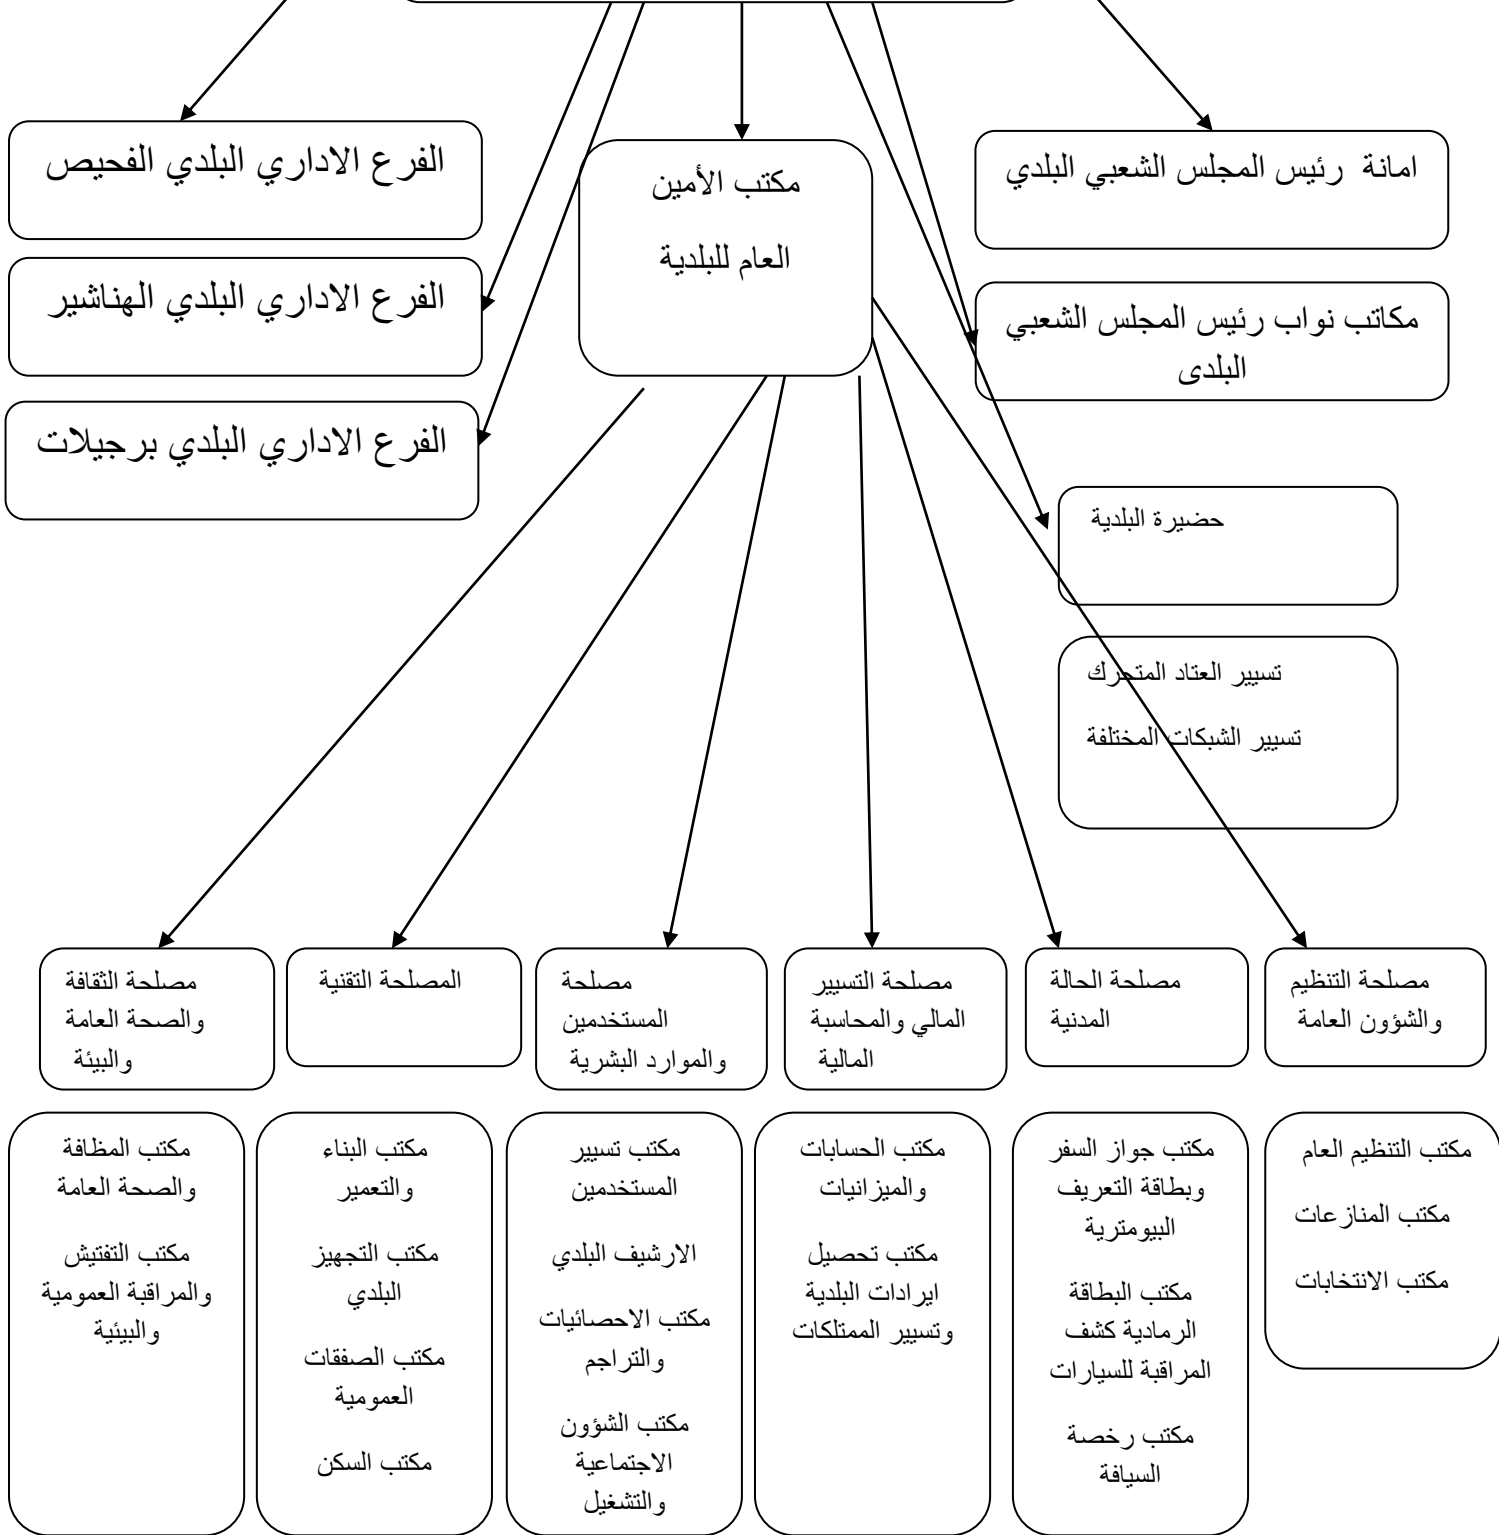 امانة رئيس المجلس الشعبي البلدي
مكتب الأمين
العام للبلدية
الفرع الاداري البلدي الفحيص
مكاتب نواب رئيس المجلس الشعبي
البلدى
الفرع الاداري البلدي الهناشير
الفرع الاداري البلدي برجيلات
حضيرة البلدية
تسيير العتاد المتحرك
تسيير الشبكات المختلفة
مصلحة التنظيم
والشؤون العامة
مصلحة الحالة
المدنية
مصلحة التسيير
المالي والمحاسبة
المالية
مصلحة
المستخدمين
والموارد البشرية
المصلحة التقنية
مصلحة الثقافة
والصحة العامة
والبيئة
مكتب التنظيم العام
مكتب المنازعات
مكتب الانتخابات
مكتب جواز السفر
وبطاقة التعريف
البيومترية
مكتب البطاقة
الرمادية كشف
المراقبة للسيارات
مكتب رخصة
السيافة
مكتب الحسابات
والميزانيات
مكتب تحصيل
ايرادات البلدية
وتسيير الممتلكات
مكتب تسيير
المستخدمين
الارشيف البلدي
مكتب الاحصائيات
والتراجم
مكتب الشؤون
الاجتماعية
والتشغيل
مكتب البناء
والتعمير
مكتب التجهيز
البلدي
مكتب الصفقات
العمومية
مكتب السكن
مكتب المظافة
والصحة العامة
مكتب التفتيش
والمراقبة العمومية
والبيئية